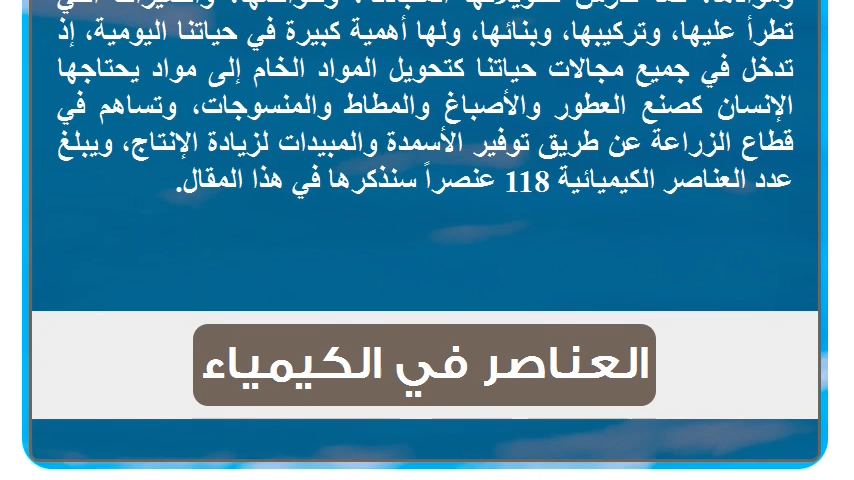 تطرأ عليها، وتركيبها، وبنائها، ولها أهمية كبيرة في حياتنا اليومية، إذ
تدخل في جميع مجالات حياتنا كتحويل المواد الخام إلى مواد يحتاجها
الإنسان كصنع العطور والأصباغ والمطاط والمنسوجات، وتساهم في
قطاع الزراعة عن طريق توفير الأسمدة والمبيدات لزيادة الإنتاج، ويبلغ
عدد العناصر الكيميائية 118 عنصراً سنذكرها في هذا المقال.
العناصر في الكيمياء